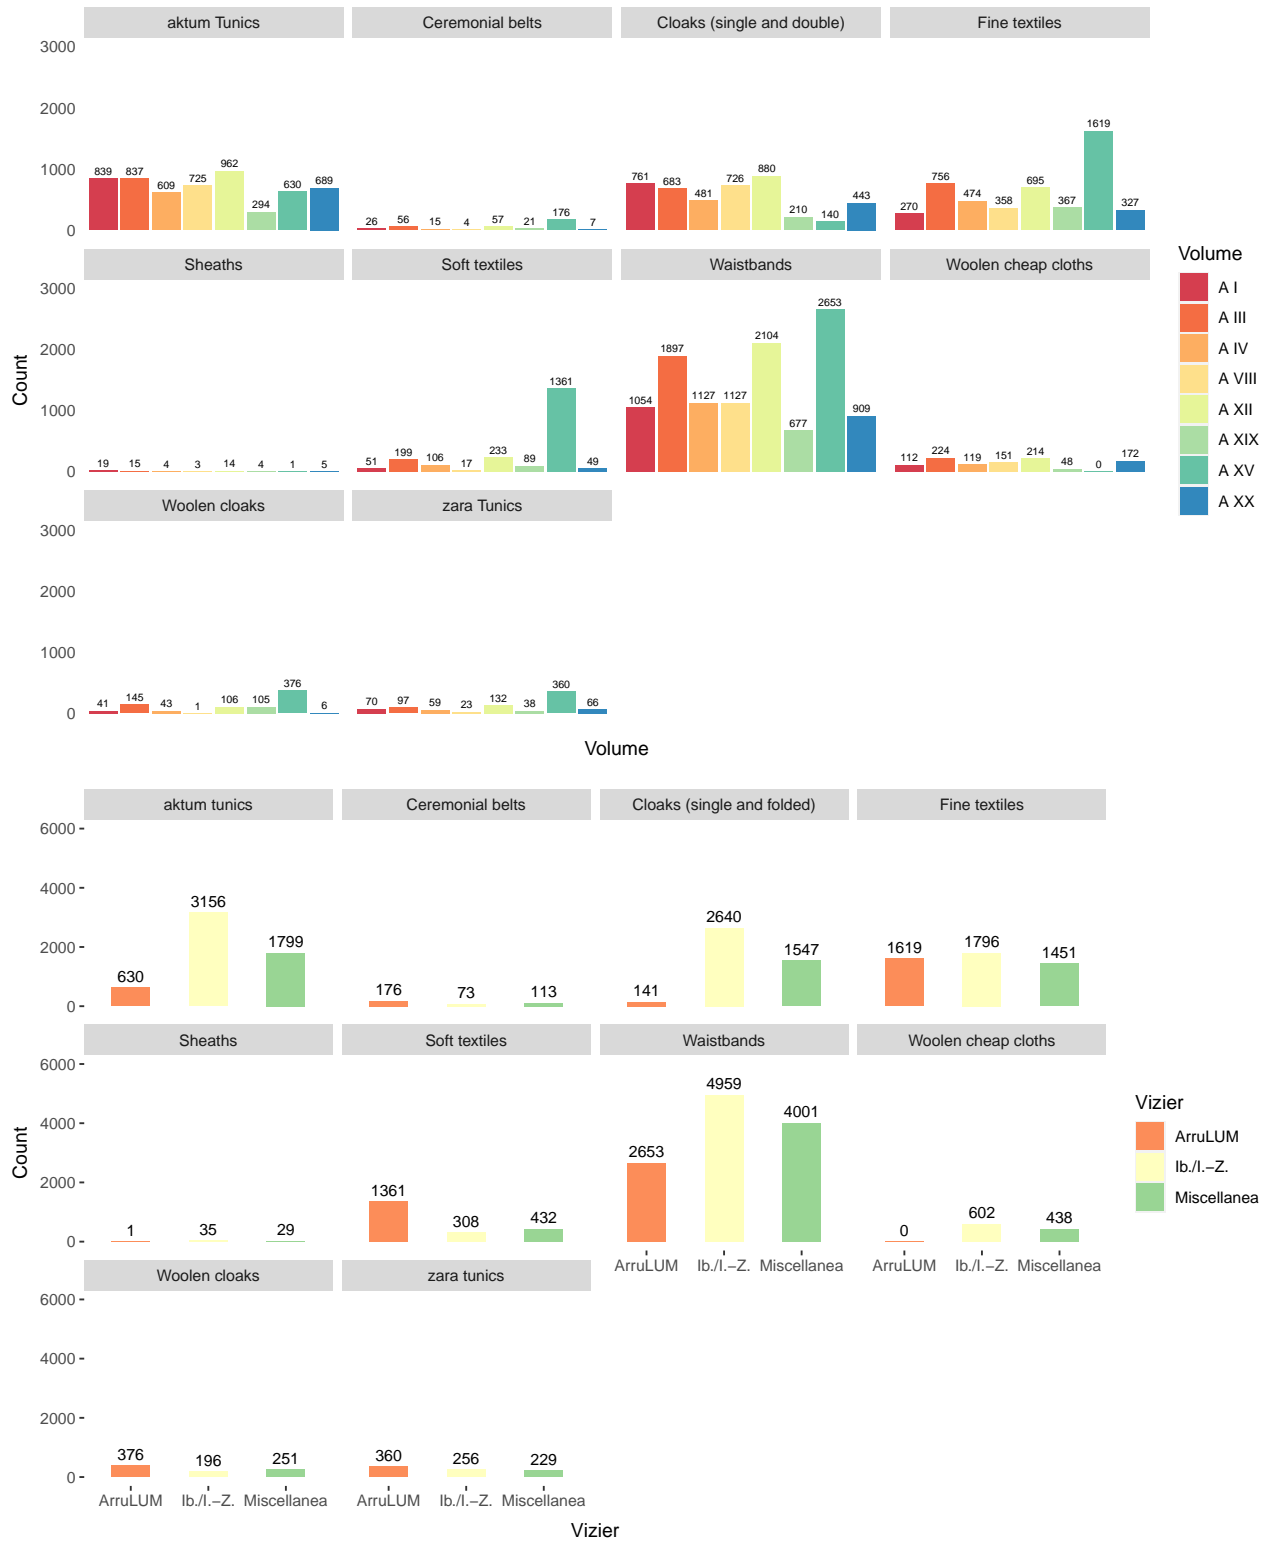 aktum Tunics Ceremonial belts Cloaks (single and double) Fine textiles
3000
2000
1000
0
839 837 609 725 962 294 630 689
26 56 15 4 57 21 176 7
761 683 481 726 880 210 140 443
270 756 474 358 695 367 1619 327
Sheaths Soft textiles Waistbands Woolen cheap cloths
3000
2000
1000
0
19 15 4 3 14 4 1 5
51 199 106 17 233 89 1361 49
1054 1897 1127 1127 2104 677 2653 909
112 224 119 151 214 48 0 172
Woolen cloaks zara Tunics
3000
2000
1000
0
41 145 43 1 106 105 376 6
70 97 59 23 132 38 360 66
Count
Volume
Volume
A I
A III
A IV
A VIII
A XII
A XIX
A XV
A XX
aktum tunics Ceremonial belts Cloaks (single and folded) Fine textiles
6000
4000
2000
0
630 3156 1799
176 73 113
141 2640 1547
1619 1796 1451
Sheaths Soft textiles Waistbands Woolen cheap cloths
6000
4000
2000
0
1 35 29
1361 308 432
2653 4959 4001
0 602 438
ArruLUM Ib./I.−Z. Miscellanea ArruLUM Ib./I.−Z. Miscellanea
Woolen cloaks zara tunics
6000
4000
2000
0
376 196 251
360 256 229
ArruLUM Ib./I.−Z. Miscellanea ArruLUM Ib./I.−Z. Miscellanea
Count
Vizier
Vizier
ArruLUM
Ib./I.−Z.
Miscellanea